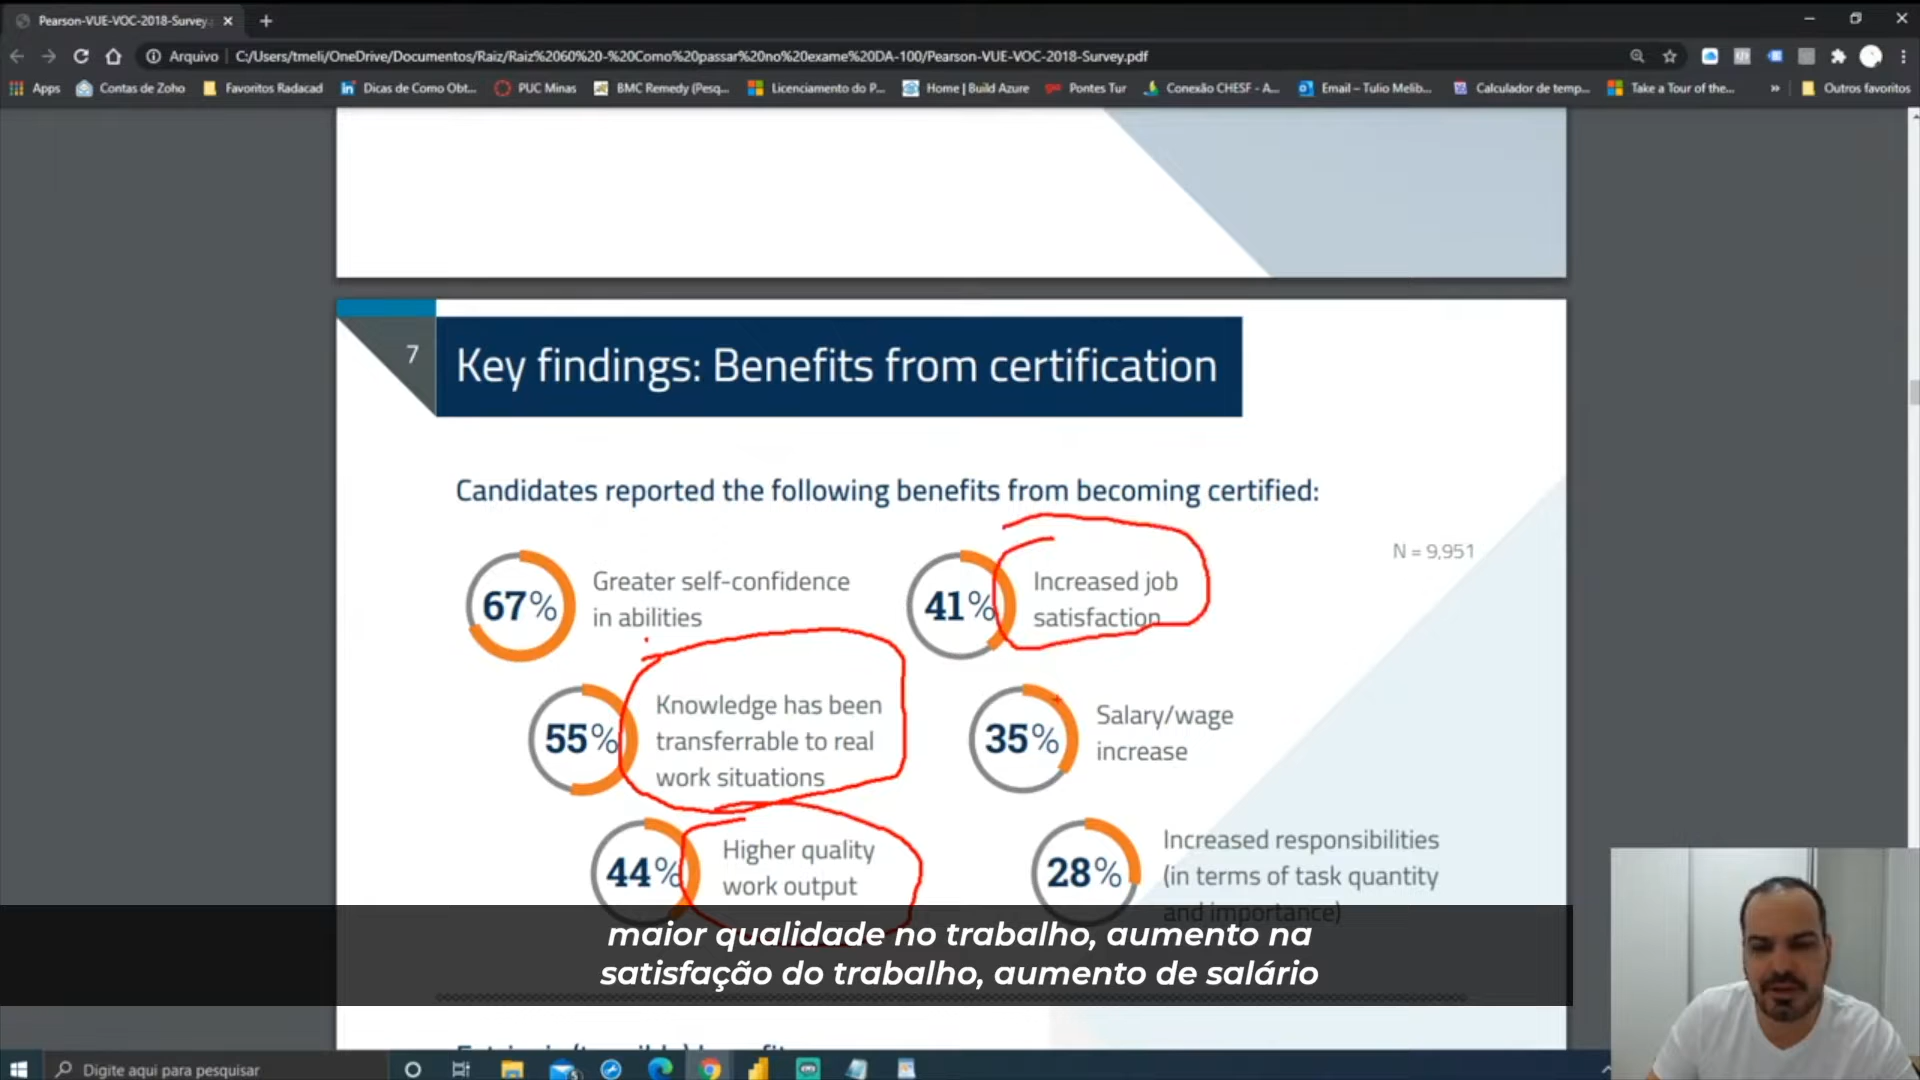 Pearson-VUE-VOC-2018-Survey.
Arquivo
C:/Users/tmeli/OneDrive/Documentos/Raiz/Raiz%2060%20-%20Como%20passar%20no%20exame%20DA-100/Pearson-VUE-VOC-2018-Survey.pdf
Apps
Contas de Zoho
Favoritos Radacad
Dicas de Como Obt...
PUC Minas
BMC Remedy (Pesq...
Licenciamento do P...
Home | Build Azure
Pontes Tur
Conexão CHESF - A...
Email – Tulio Melib...
Calculador de temp...
Take a Tour of the...
»
Outros favoritos
7
Key findings: Benefits from certification
Candidates reported the following benefits from becoming certified:
N = 9,951
67%
Greater self-confidence
in abilities
41%
Increased job
satisfaction
55%
Knowledge has been
transferrable to real
work situations
35%
Salary/wage
increase
44%
Higher quality
work output
28%
Increased responsibilities
(in terms of task quantity
and importance)
maior qualidade no trabalho, aumento na
satisfação do trabalho, aumento de salário
Digite aqui para pesquisar